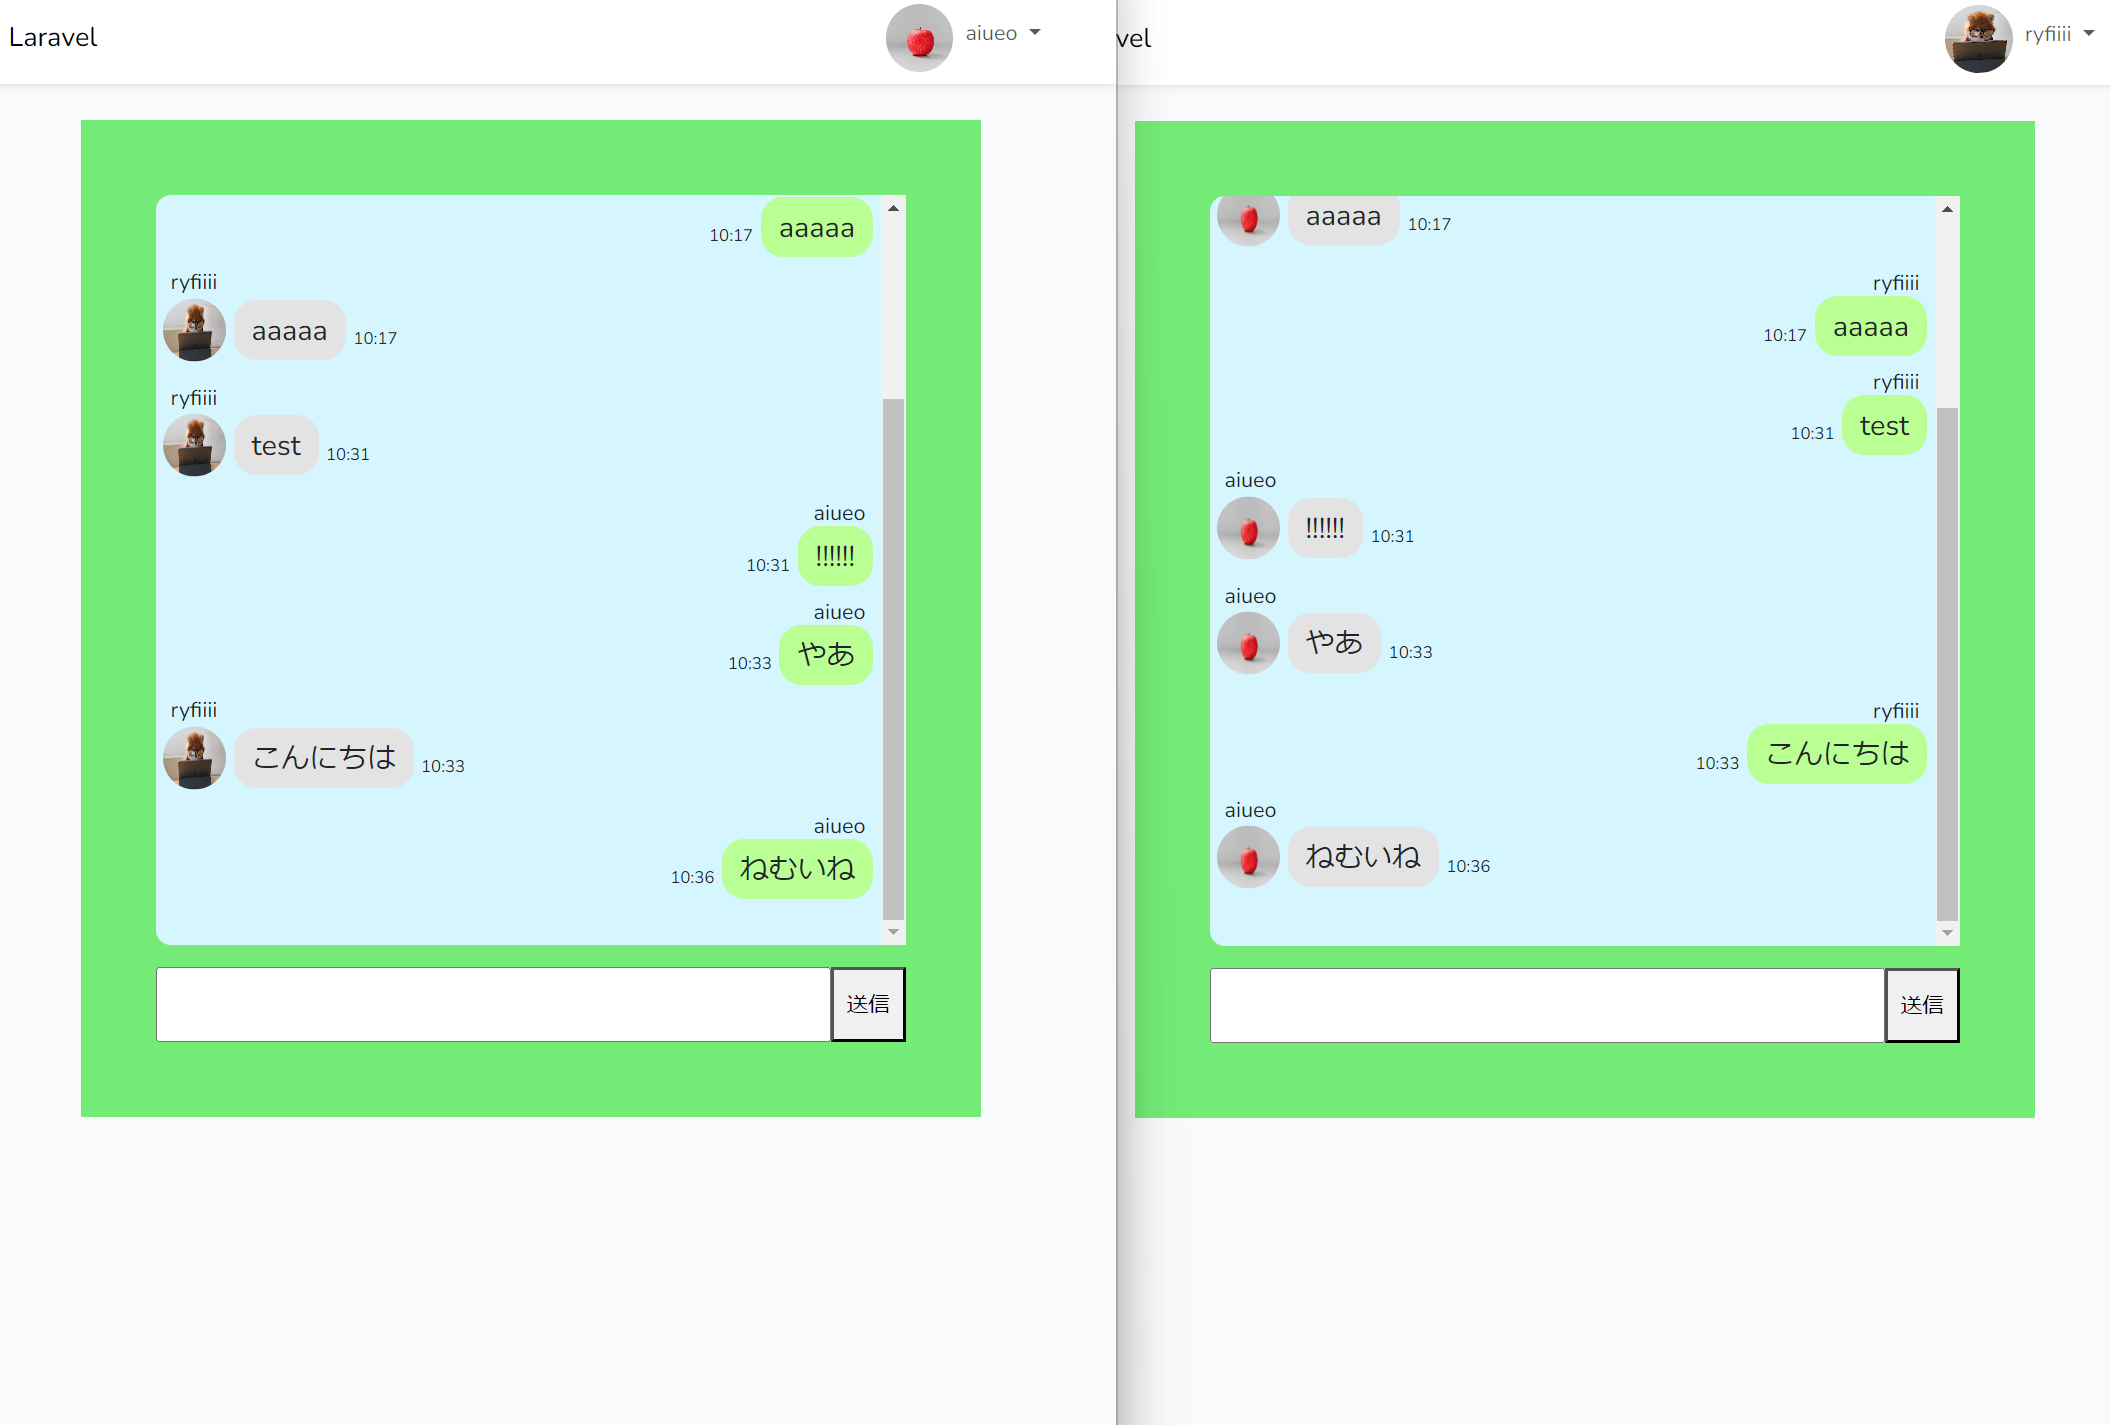 Laravel
aiueo
aaaaa
10:17
ryfiiii
aaaaa
10:17
ryfiiii
test
10:31
aiueo
!!!!!!
10:31
aiueo
やあ
10:33
ryfiiii
こんにちは
10:33
aiueo
ねむいね
10:36
送信
vel
ryfiiii
aaaaa
10:17
ryfiiii
aaaaa
10:17
ryfiiii
test
10:31
aiueo
!!!!!!
10:31
aiueo
やあ
10:33
ryfiiii
こんにちは
10:33
aiueo
ねむいね
10:36
送信